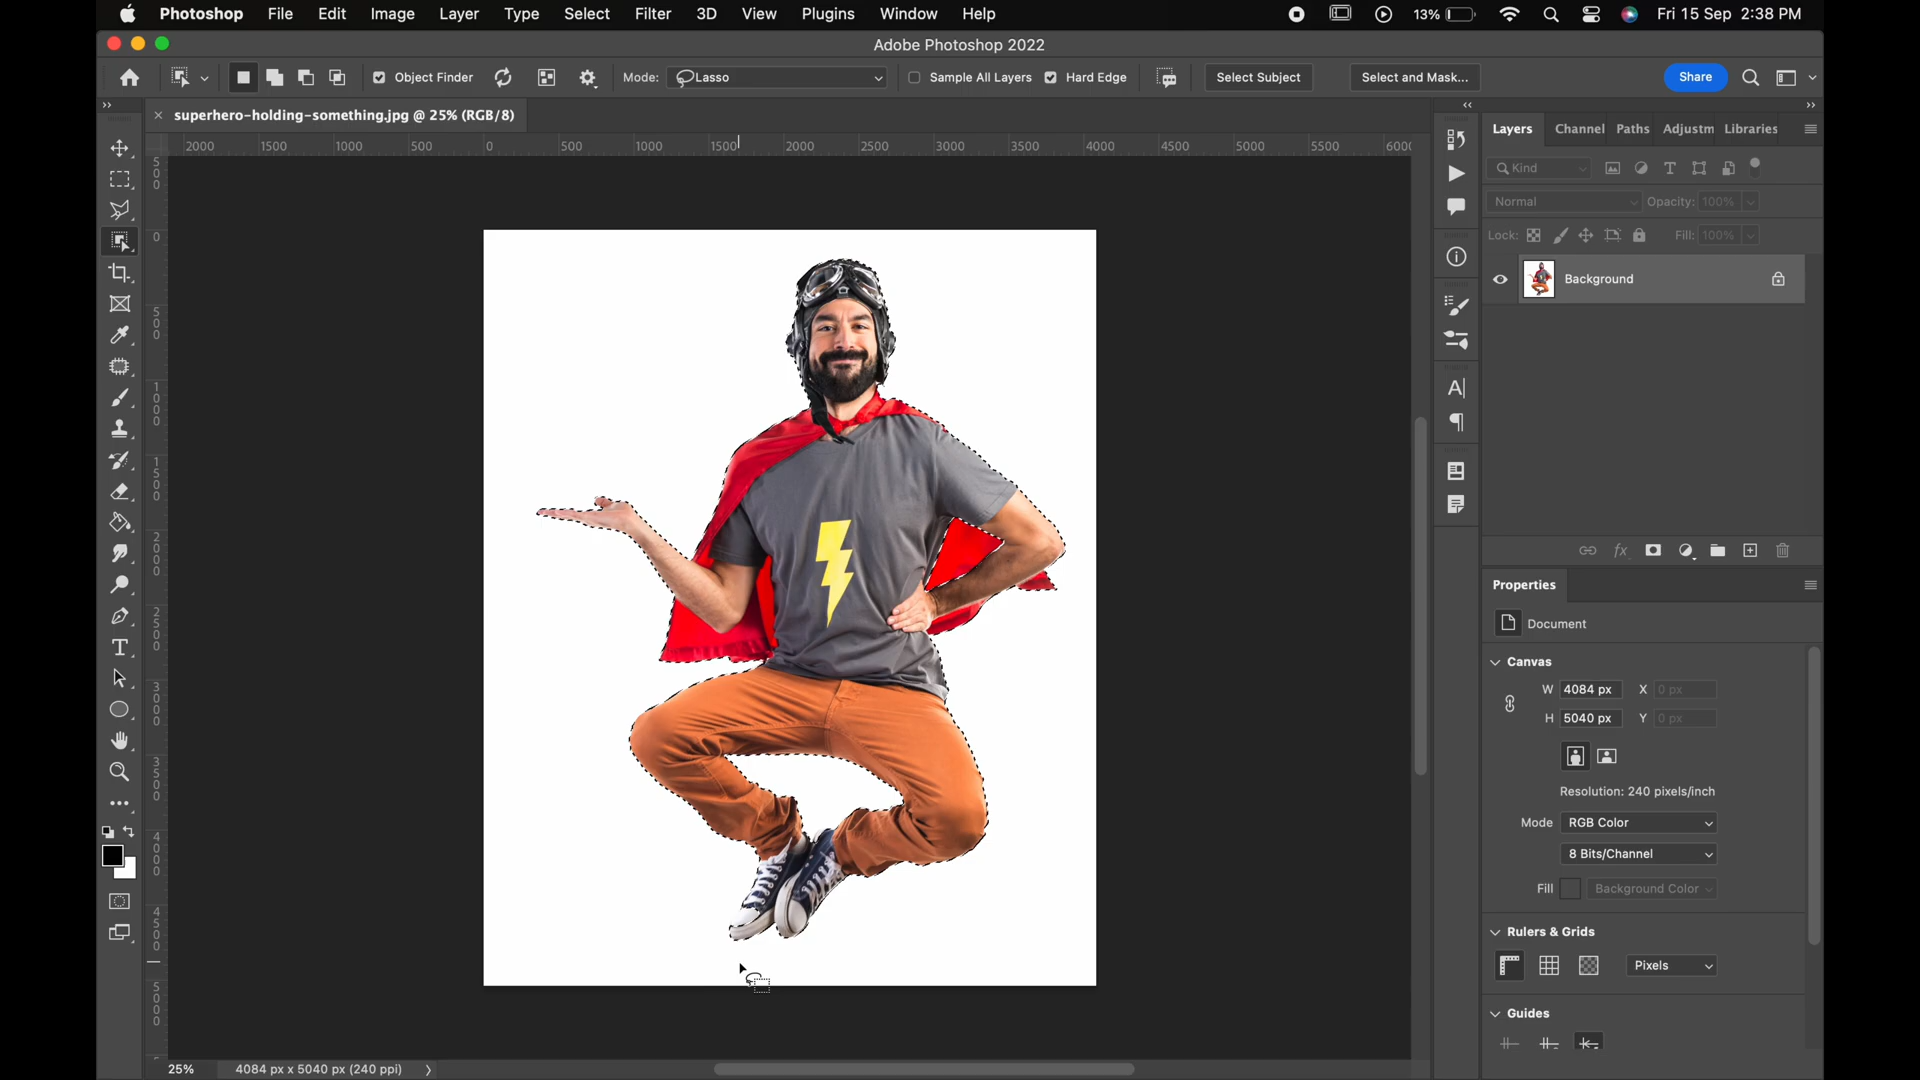 Photoshop File Edit Image Layer Type Select Filter 3D View Plugins Window Help 13% Fri 15 Sep 2:38 PM
Adobe Photoshop 2022
Object Finder Mode: Lasso Sample All Layers Hard Edge Select Subject Select and Mask... Share
superhero-holding-something.jpg @ 25% (RGB/8)
Layers Channel Paths Adjustm Libraries
2000 1500 1000 500 0 500 1000 1500 2000 2500 3000 3500 4000 4500 5000 5500 6000
Kind
Normal Opacity: 100%
Lock: Fill: 100%
Background
500
0
500
1000
1500
2000
2500
3000
3500
4000
4500
5000
Properties
Document
Canvas
W 4084 px X 0 px
H 5040 px Y 0 px
Resolution: 240 pixels/inch
Mode RGB Color
8 Bits/Channel
Fill Background Color
Rulers & Grids
Pixels
Guides
25% 4084 px x 5040 px (240 ppi)